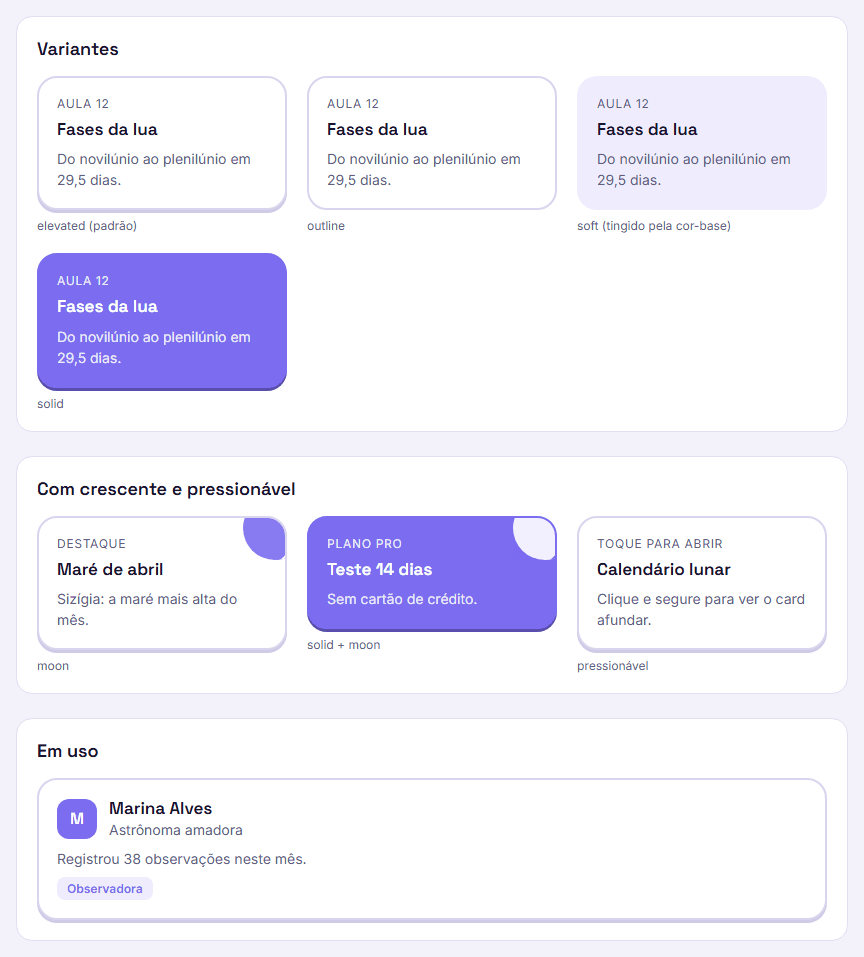 Variantes
AULA 12
Fases da lua
Do novilúnio ao plenilúnio em
29,5 dias.
elevated (padrão)
AULA 12
Fases da lua
Do novilúnio ao plenilúnio em
29,5 dias.
outline
AULA 12
Fases da lua
Do novilúnio ao plenilúnio em
29,5 dias.
soft (tingido pela cor-base)
AULA 12
Fases da lua
Do novilúnio ao plenilúnio em
29,5 dias.
solid
Com crescente e pressionável
DESTAQUE
Maré de abril
Sizígia: a maré mais alta do
mês.
moon
PLANO PRO
Teste 14 dias
Sem cartão de crédito.
solid + moon
TOQUE PARA ABRIR
Calendário lunar
Clique e segure para ver o card
afundar.
pressionável
Em uso
M
Marina Alves
Astrônoma amadora
Registrou 38 observações neste mês.
Observadora